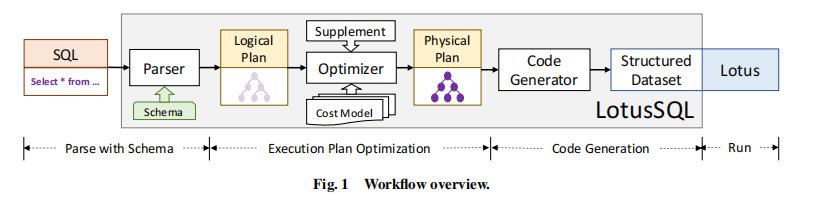 SQL
Select * from ...
Parser
Schema
Logical
Plan
Supplement
Optimizer
Cost Model
Physical
Plan
Code
Generator
Structured
Dataset
Lotus
LotusSQL
Parse with Schema
Execution Plan Optimization
Code Generation
Run
Fig. 1 Workflow overview.